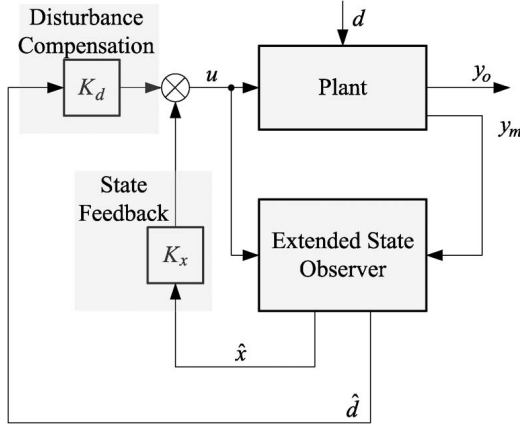 Disturbance
Compensation
K_d
u
d
Plant
y_o
y_m
State
Feedback
K_x
Extended State
Observer
x̂
d̂